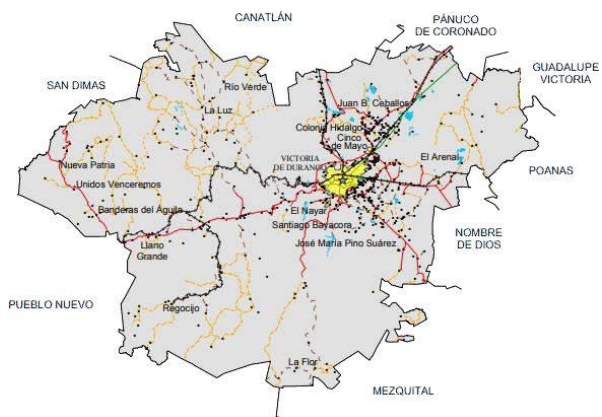 CANATLÁN
PÁNUCO
DE CORONADO
GUADALUPE
VICTORIA
SAN DIMAS
Río Verde
La Luz
Juan B. Ceballos
Colonia Hidalgo
Cinco
de Mayo
El Arenal
VICTORIA
DE DURANGO
Nueva Patria
Unidos Venceremos
POANAS
Banderas del Aguila
El Nayar
Santiago Bayacora
José María Pino Suárez
NOMBRE
DE DIOS
Llano
Grande
PUEBLO NUEVO
Regocijo
La Flor
MEZQUITAL